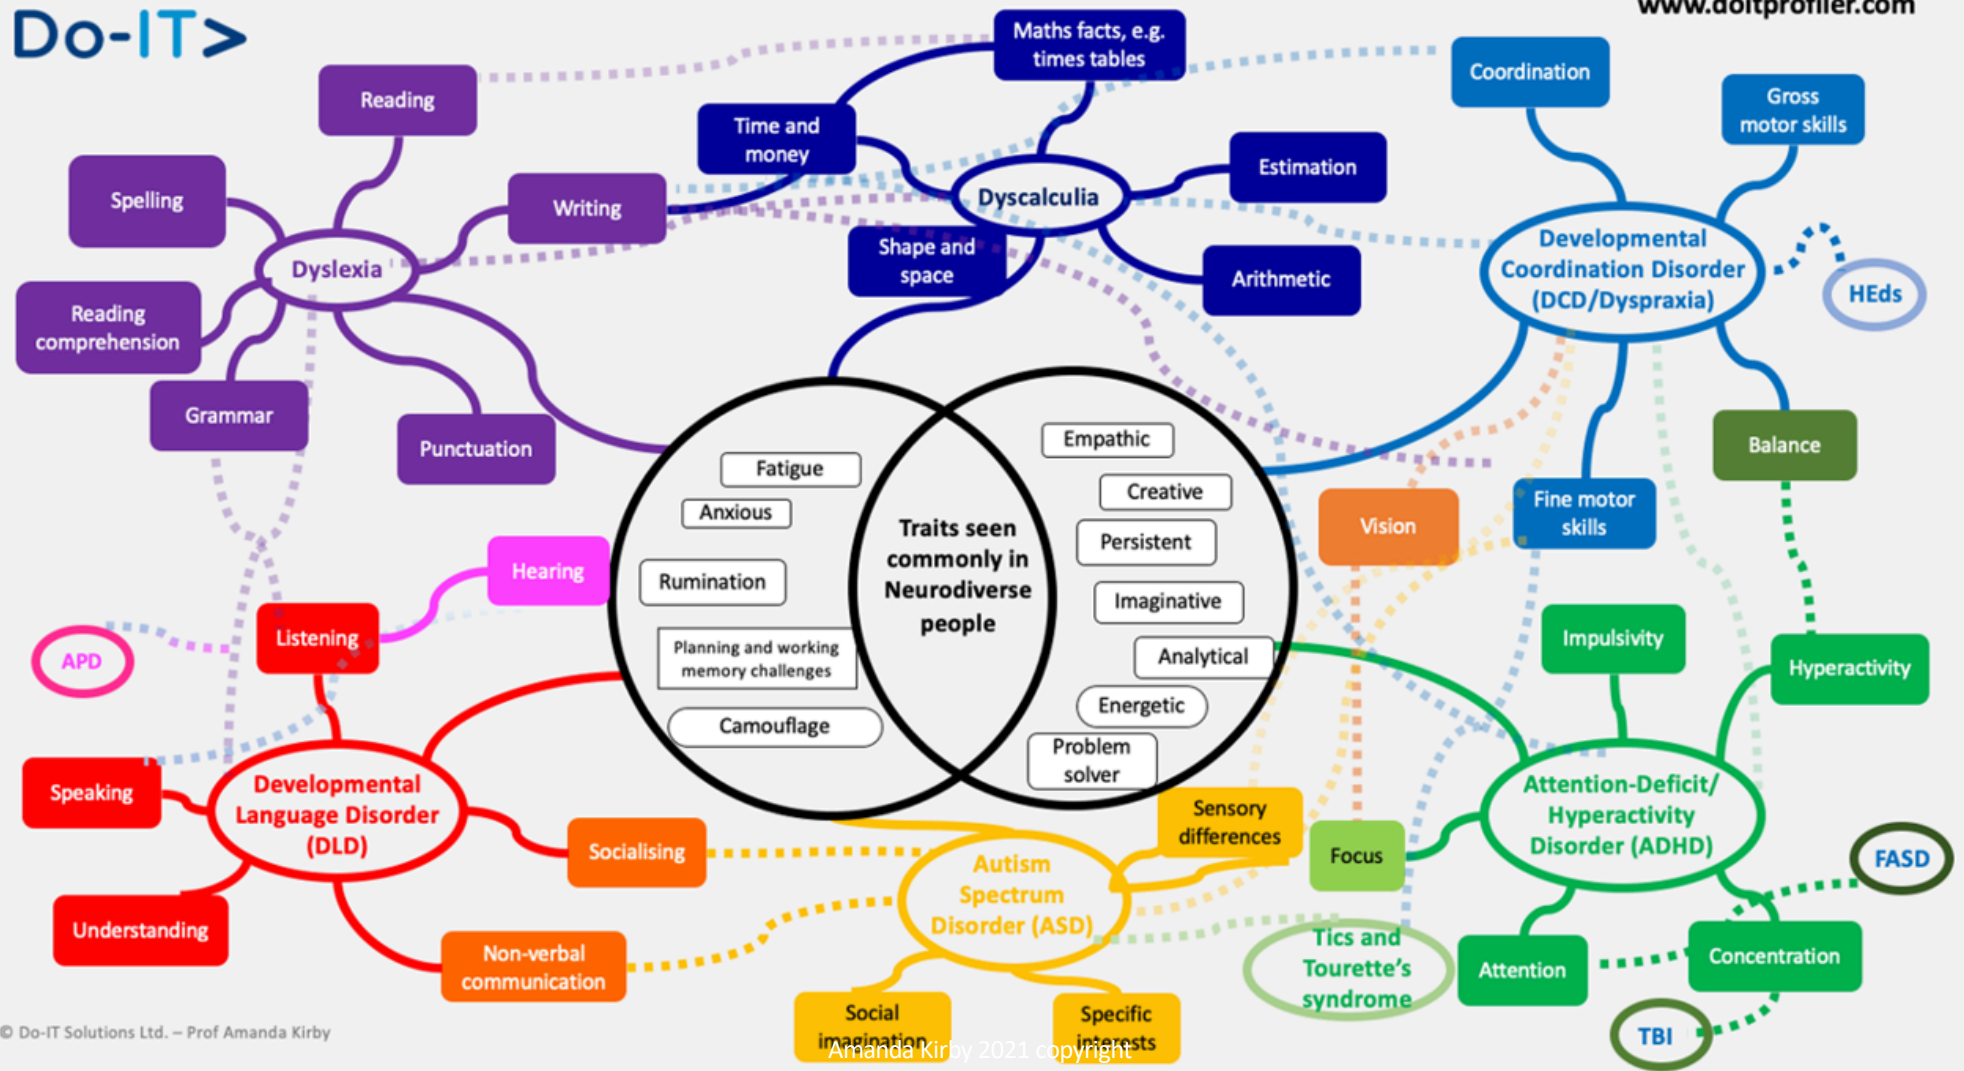 Do-IT>
www.doitprofiler.com
Maths facts, e.g.
times tables
Reading
Coordination
Gross
motor skills
Time and
money
Estimation
Spelling
Writing
Dyscalculia
Dyslexia
Shape and
space
Arithmetic
Developmental
Coordination Disorder
(DCD/Dyspraxia)
HEds
Reading
comprehension
Grammar
Punctuation
Balance
Fatigue
Anxious
Rumination
Planning and working
memory challenges
Camouflage
Traits seen
commonly in
Neurodiverse
people
Empathic
Creative
Persistent
Imaginative
Analytical
Energetic
Problem
solver
Vision
Fine motor
skills
Hearing
Listening
APD
Impulsivity
Hyperactivity
Speaking
Developmental
Language Disorder
(DLD)
Socialising
Understanding
Non-verbal
communication
Autism
Spectrum
Disorder (ASD)
Sensory
differences
Focus
Attention-Deficit/
Hyperactivity
Disorder (ADHD)
FASD
Tics and
Tourette's
syndrome
Attention
Concentration
Social
imagination
Specific
interests
TBI
© Do-IT Solutions Ltd. – Prof Amanda Kirby
Amanda Kirby 2021 copyright